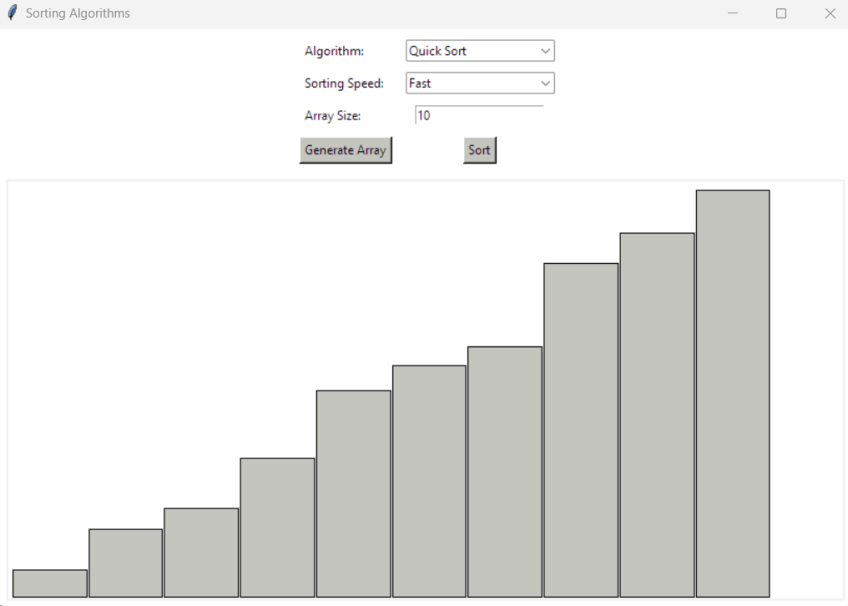 Sorting Algorithms
Algorithm: Quick Sort
Sorting Speed: Fast
Array Size: 10
Generate Array Sort